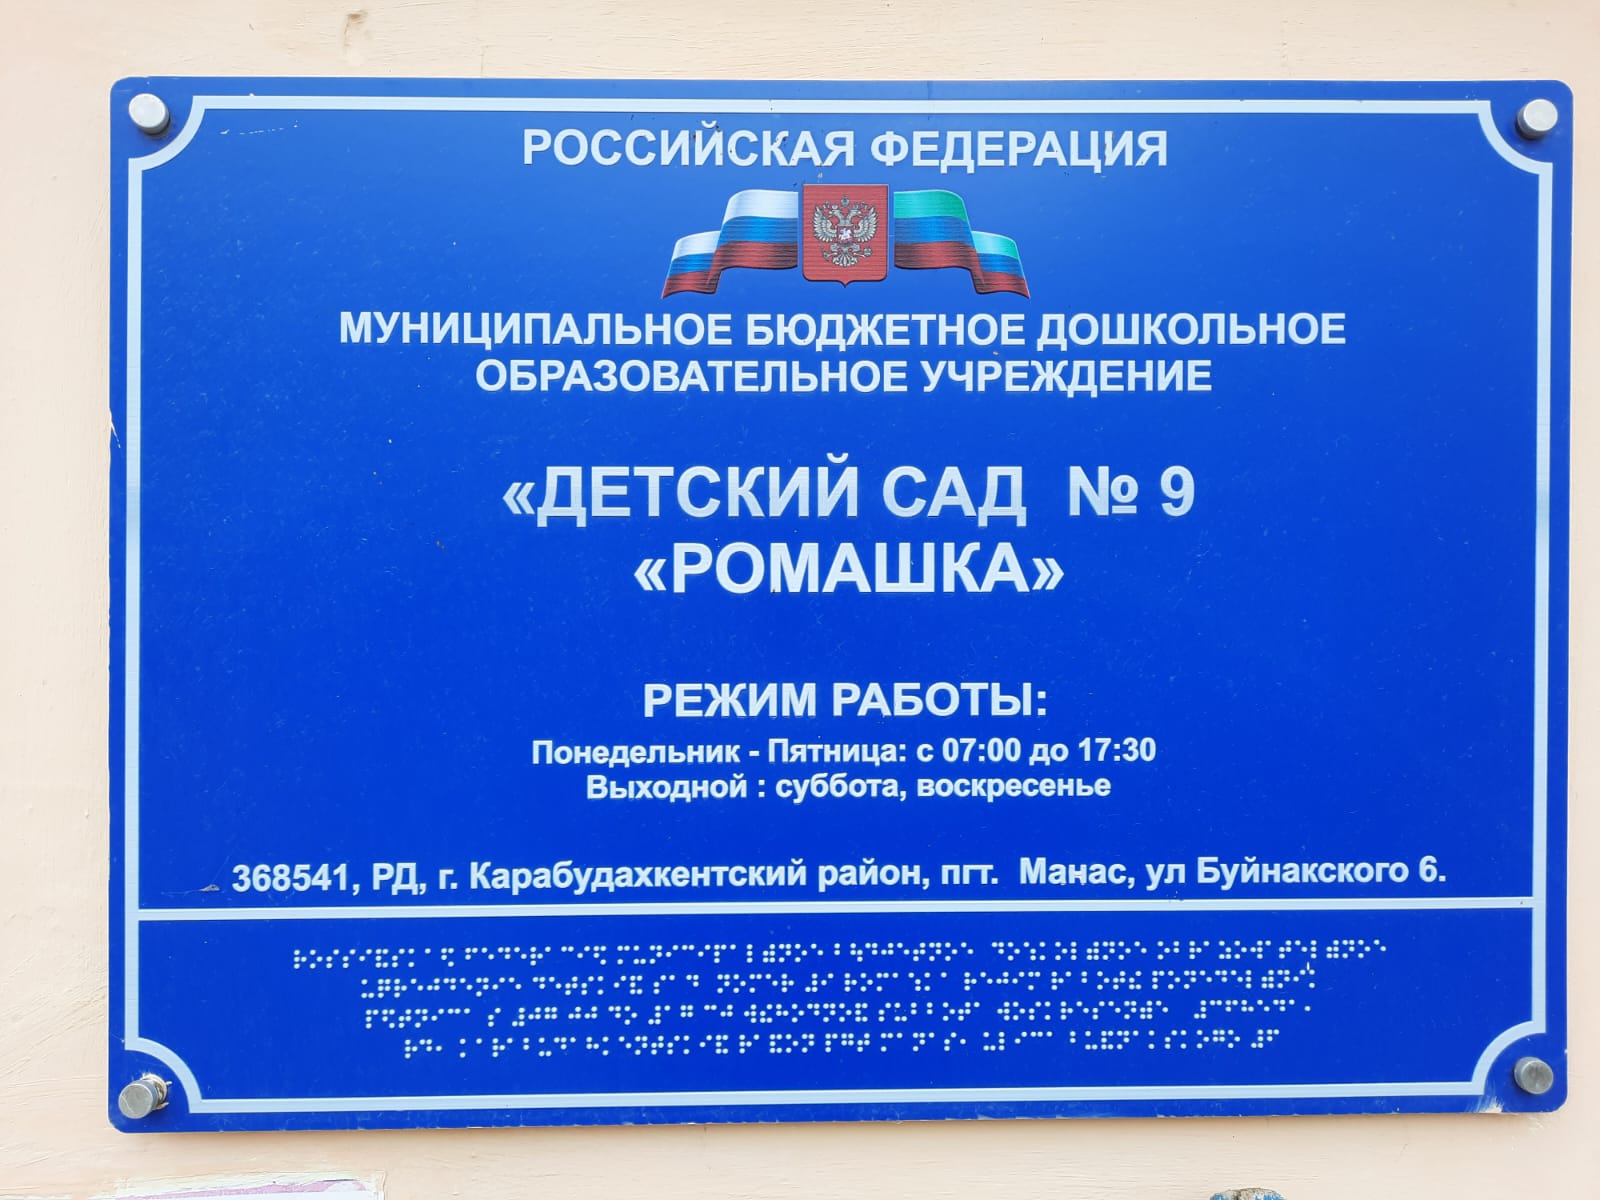 РОССИЙСКАЯ ФЕДЕРАЦИЯ
МУНИЦИПАЛЬНОЕ БЮДЖЕТНОЕ ДОШКОЛЬНОЕ
ОБРАЗОВАТЕЛЬНОЕ УЧРЕЖДЕНИЕ
«ДЕТСКИЙ САД № 9
«РОМАШКА»
РЕЖИМ РАБОТЫ:
Понедельник - Пятница: с 07:00 до 17:30
Выходной : суббота, воскресенье
368541, РД, г. Карабудахкентский район, пгт. Манас, ул Буйнакского 6.